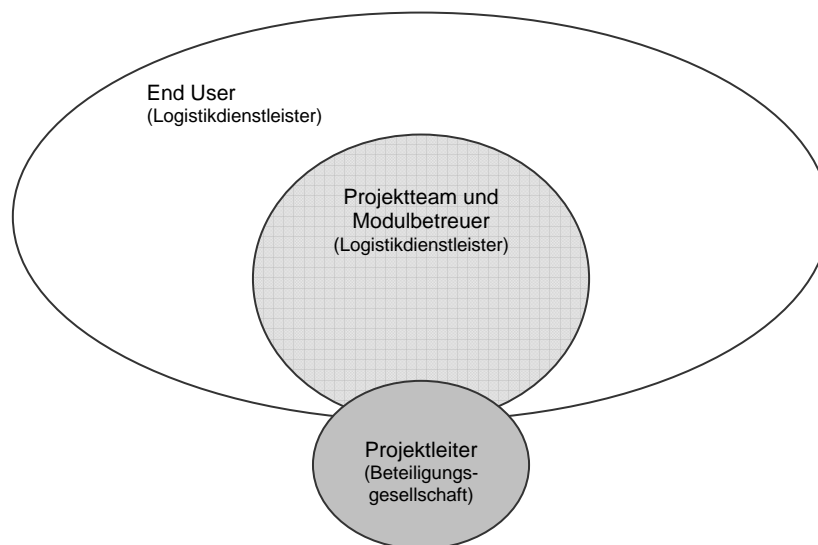 End User
(Logistikdienstleister)
Projektteam und
Modulbetreuer
(Logistikdienstleister)
Projektleiter
(Beteiligungs-
gesellschaft)